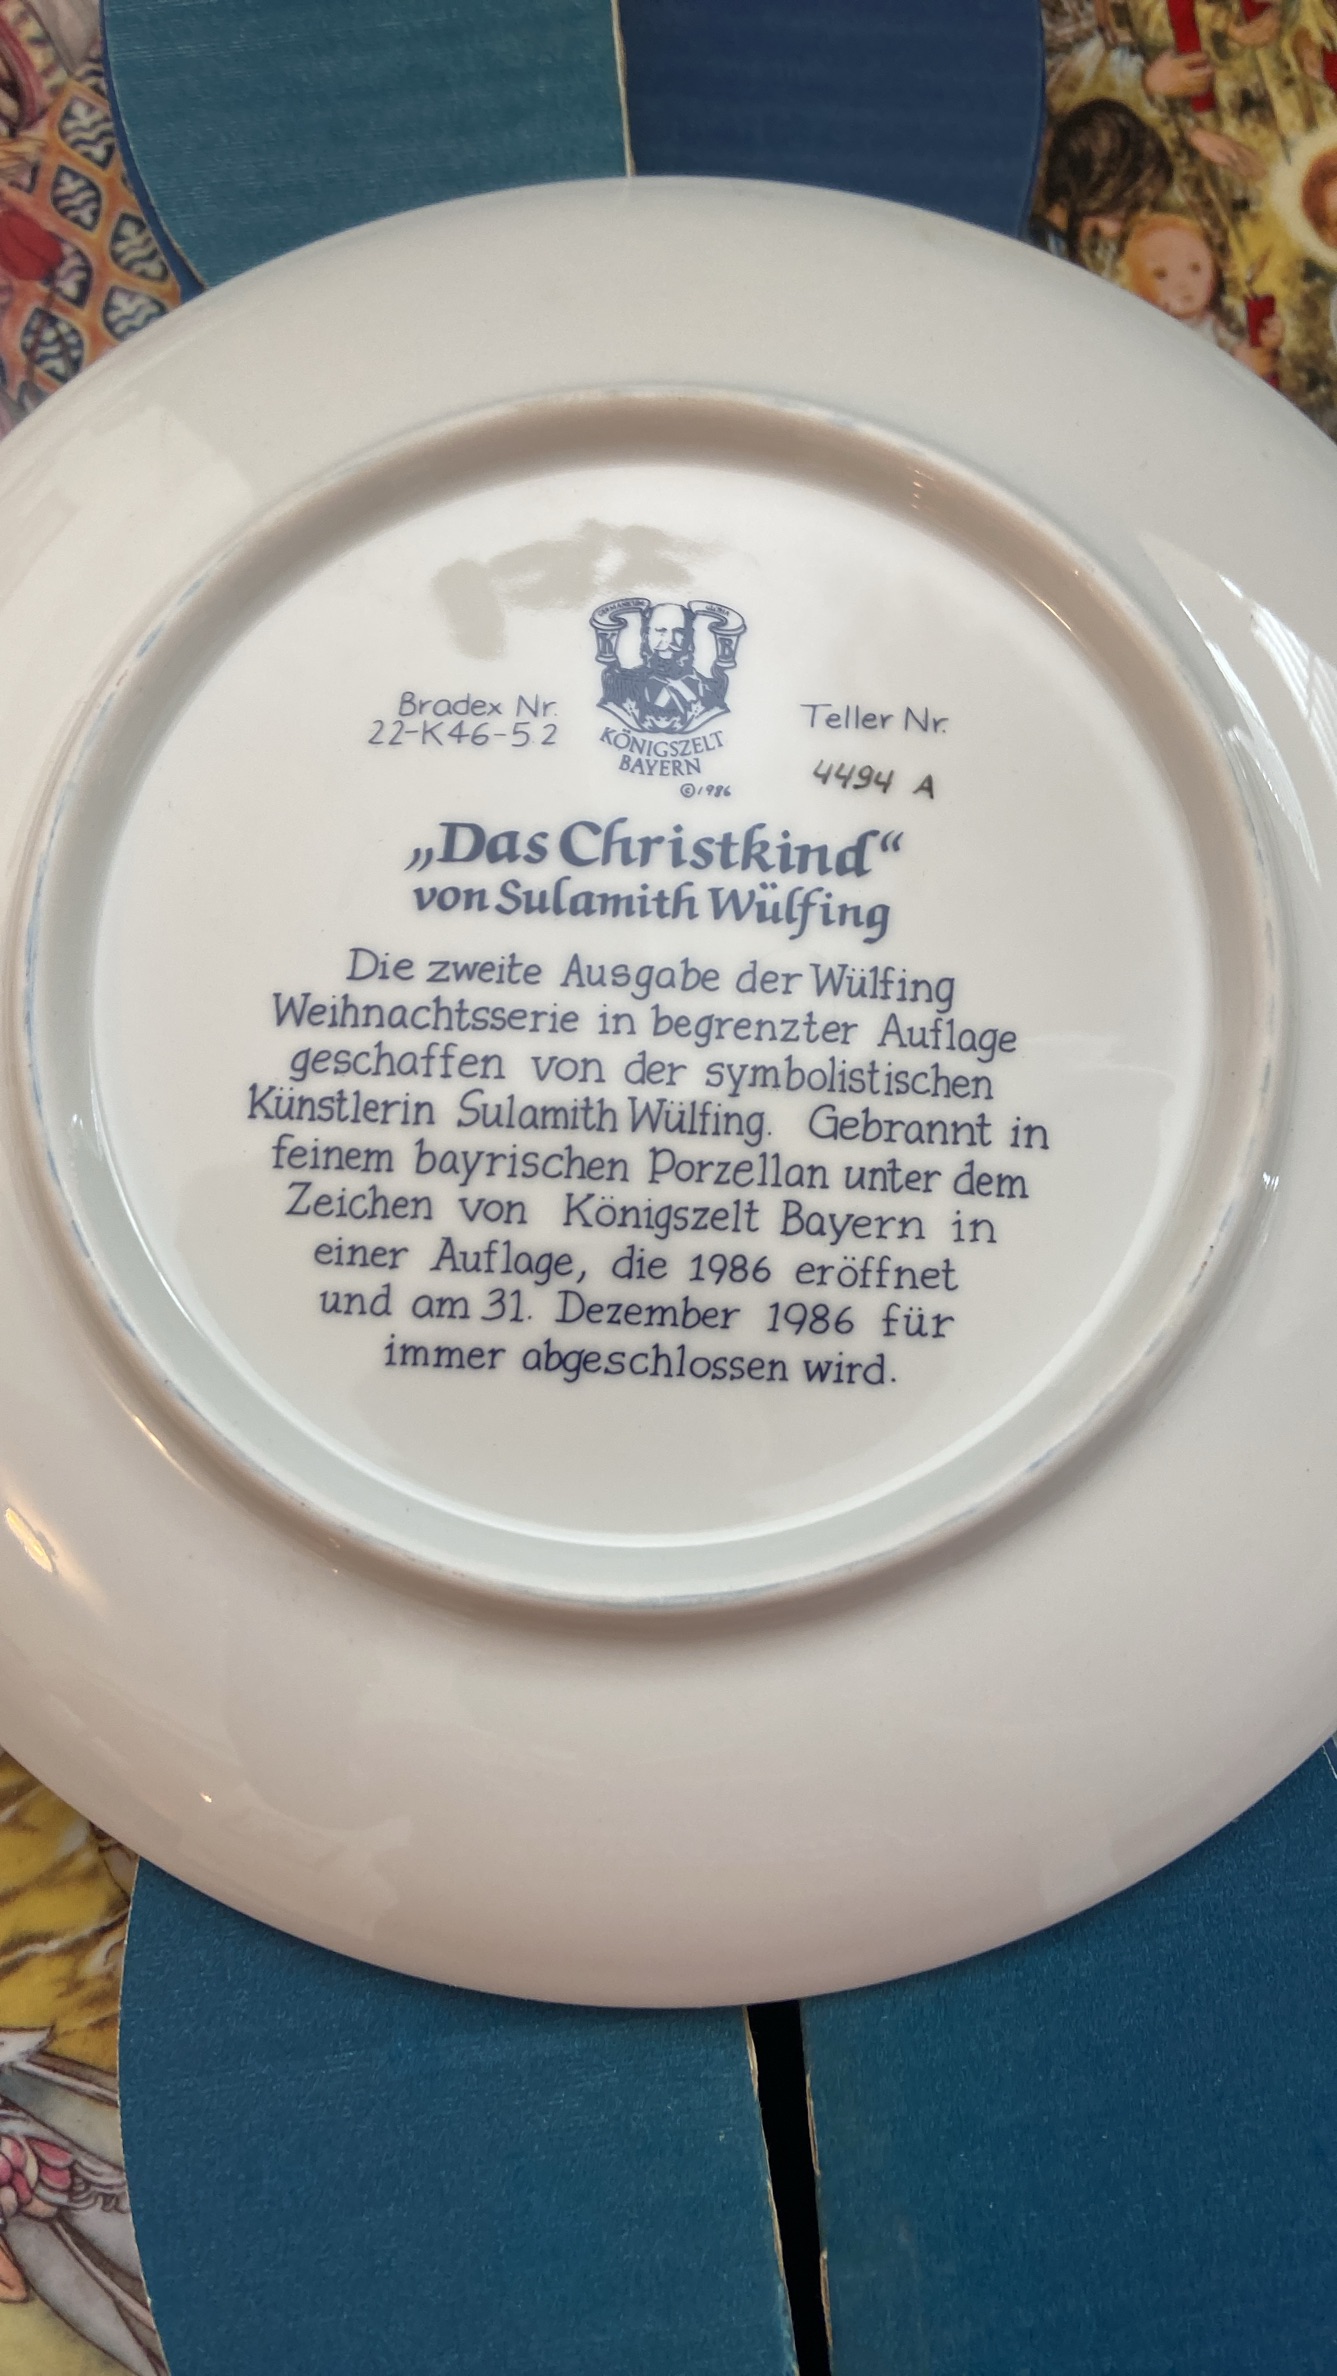 K R
Bradex Nr.
22-K46-5.2
KÖNIGSZELT
BAYERN
©1986
Teller Nr.
4494 A
„Das Christkind“
von Sulamith Wülfing
Die zweite Ausgabe der Wülfing
Weihnachtsserie in begrenzter Auflage
geschaffen von der symbolistischen
Künstlerin Sulamith Wülfing. Gebrannt in
feinem bayrischen Porzellan unter dem
Zeichen von Königszelt Bayern in
einer Auflage, die 1986 eröffnet
und am 31. Dezember 1986 für
immer abgeschlossen wird.